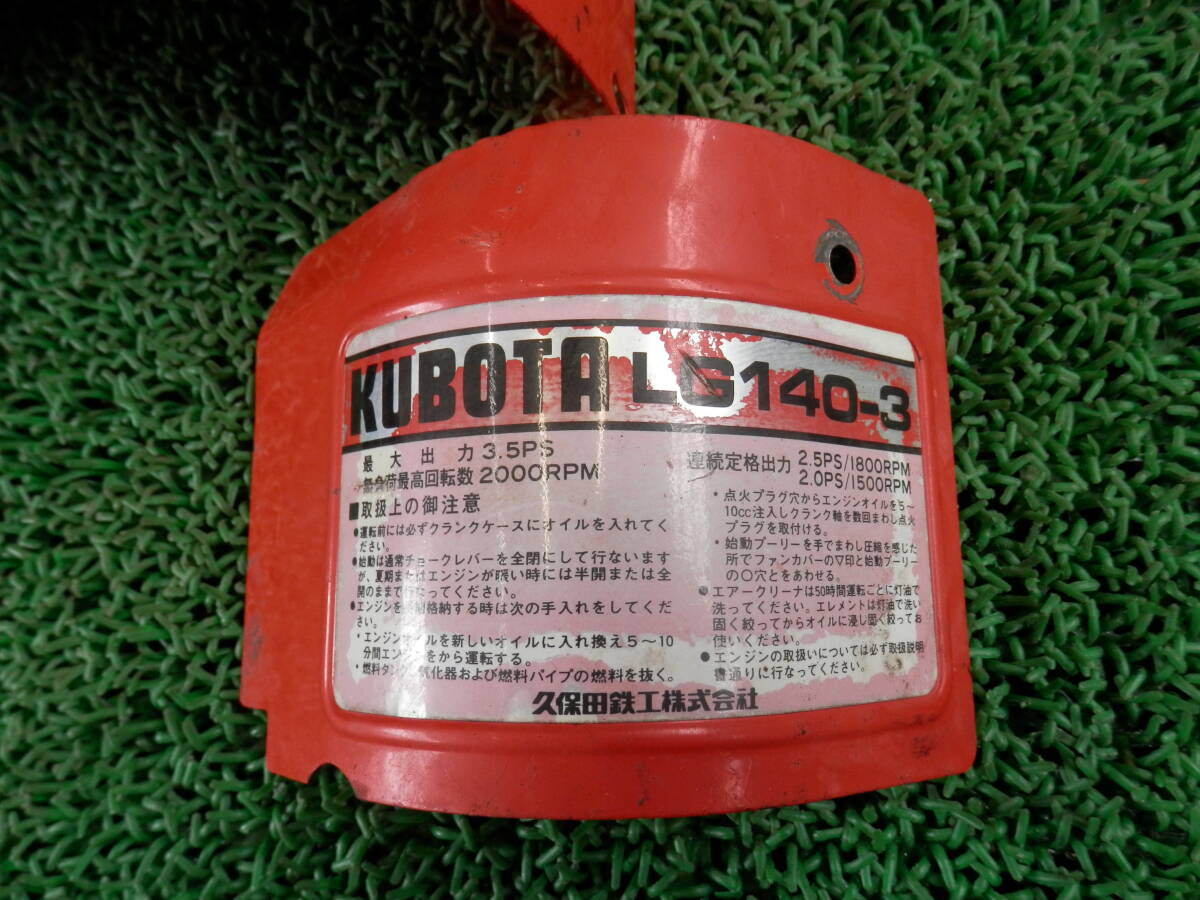 KUBOTA LG140-3
最大出力 3.5PS
無負荷最高回転数 2000RPM
連続定格出力 2.5PS/1800RPM
2.0PS/1500RPM
■取扱上の御注意
●運転前には必ずクランクケースにオイルを入れてく
ださい。
●始動は通常チョークレバーを全閉にして行ないます
が、夏期またはエンジンが暖い時には半開または全
開のままで行なってください。
●エンジンを長期格納する時は次の手入れをしてくだ
さい。
・エンジンオイルを新しいオイルに入れ換え5〜10
分間エン をから運転する。
・燃料タン 気化器および燃料パイプの燃料を抜く。
・点火プラグ穴からエンジンオイルを5〜
10cc注入しクランク軸を数回まわし点火
プラグを取付ける。
・始動プーリーを手でまわし圧縮を感じた
所でファンカバーの▽印と始動プーリー
の〇穴とをあわせる。
●エアークリーナは50時間運転ごとに灯油で
洗ってください。エレメントは灯油で洗い
固く絞ってからオイルに浸し固く絞ってお
使いください。
●エンジンの取扱いについては必ず取扱説明
書通りに行なってください。
久保田鉄工株式会社